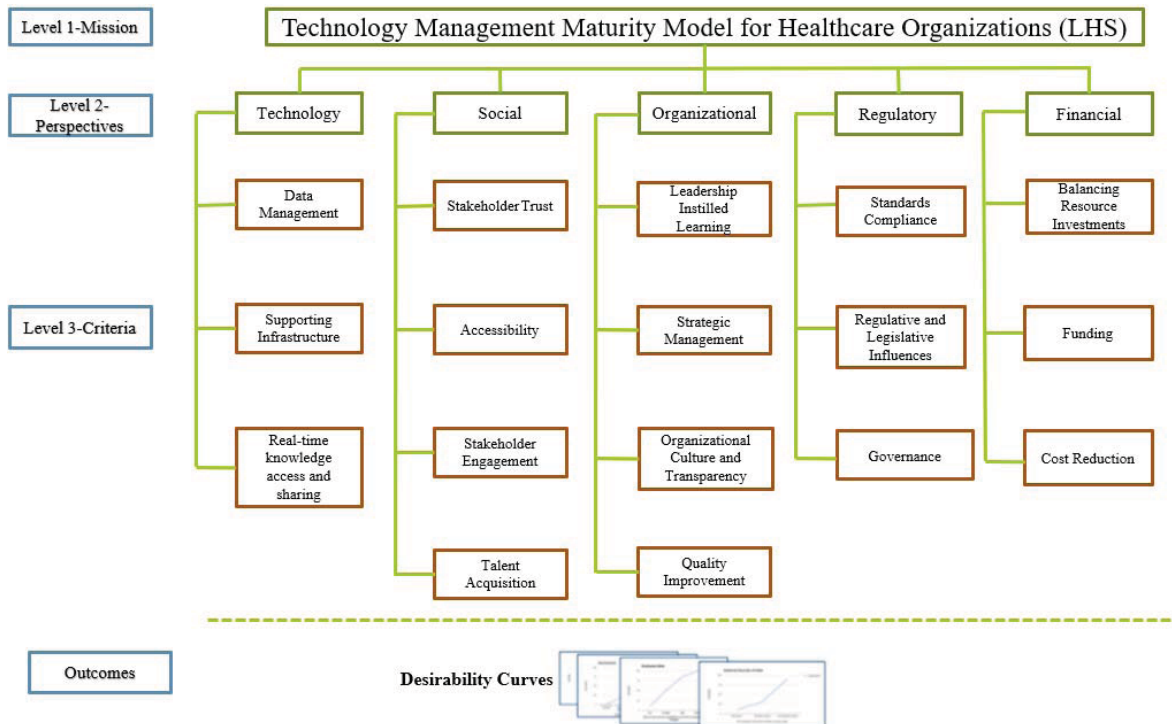 Level 1-Mission
Technology Management Maturity Model for Healthcare Organizations (LHS)
Level 2-
Perspectives
Technology
Social
Organizational
Regulatory
Financial
Data
Management
Stakeholder Trust
Leadership
Instilled
Learning
Standards
Compliance
Balancing
Resource
Investments
Level 3-Criteria
Supporting
Infrastructure
Accessibility
Strategic
Management
Regulative and
Legislative
Influences
Funding
Real-time
knowledge
access and
sharing
Stakeholder
Engagement
Organizational
Culture and
Transparency
Governance
Cost Reduction
Talent
Acquisition
Quality
Improvement
Outcomes
Desirability Curves